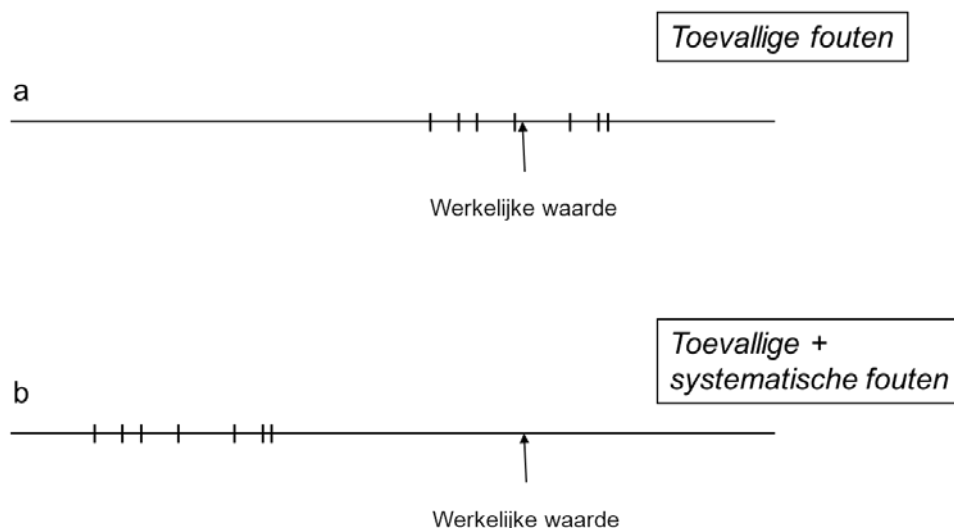 Toevallige fouten
a
Werkelijke waarde
Toevallige +
systematische fouten
b
Werkelijke waarde